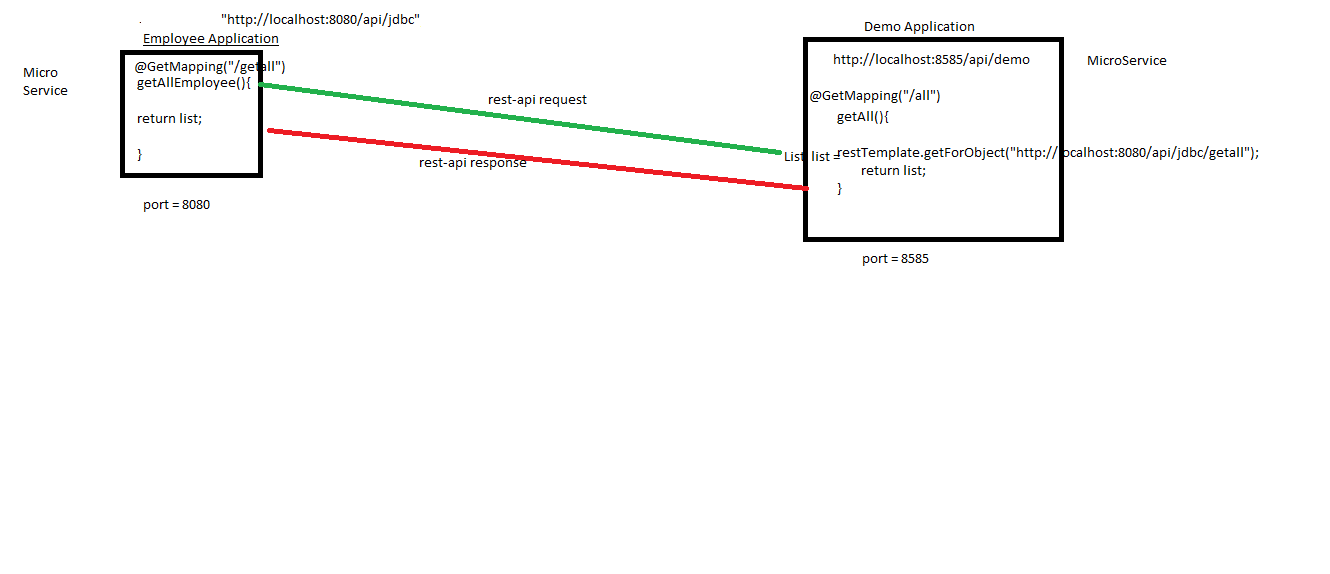 "http://localhost:8080/api/jdbc"
Employee Application
Micro
Service
@GetMapping("/getall")
getAllEmployee(){
return list;
}
port = 8080
rest-api request
rest-api response
Demo Application
http://localhost:8585/api/demo
MicroService
@GetMapping("/all")
getAll(){
List list = restTemplate.getForObject("http://localhost:8080/api/jdbc/getall");
return list;
}
port = 8585